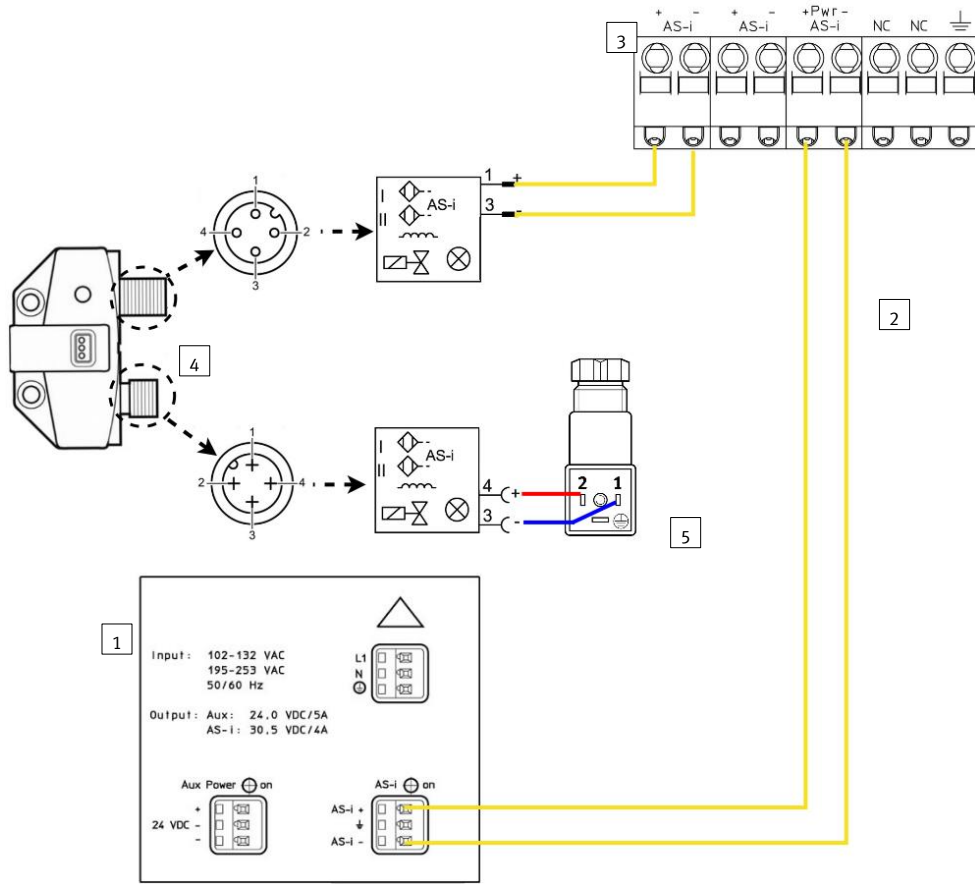 + - + - +Pwr-
AS-i AS-i AS-i NC NC
3
1
4 2
3
I
II
AS-i
1 +
3 -
2
4
1
2 4
3
I
II
AS-i
4 +
3 -
2 1
5
1
Input: 102-132 VAC
195-253 VAC
50/60 Hz
L1
N
Output: Aux: 24,0 VDC/5A
AS-i: 30,5 VDC/4A
Aux Power on
+
24 VDC -
-
AS-i on
AS-i +
AS-i -